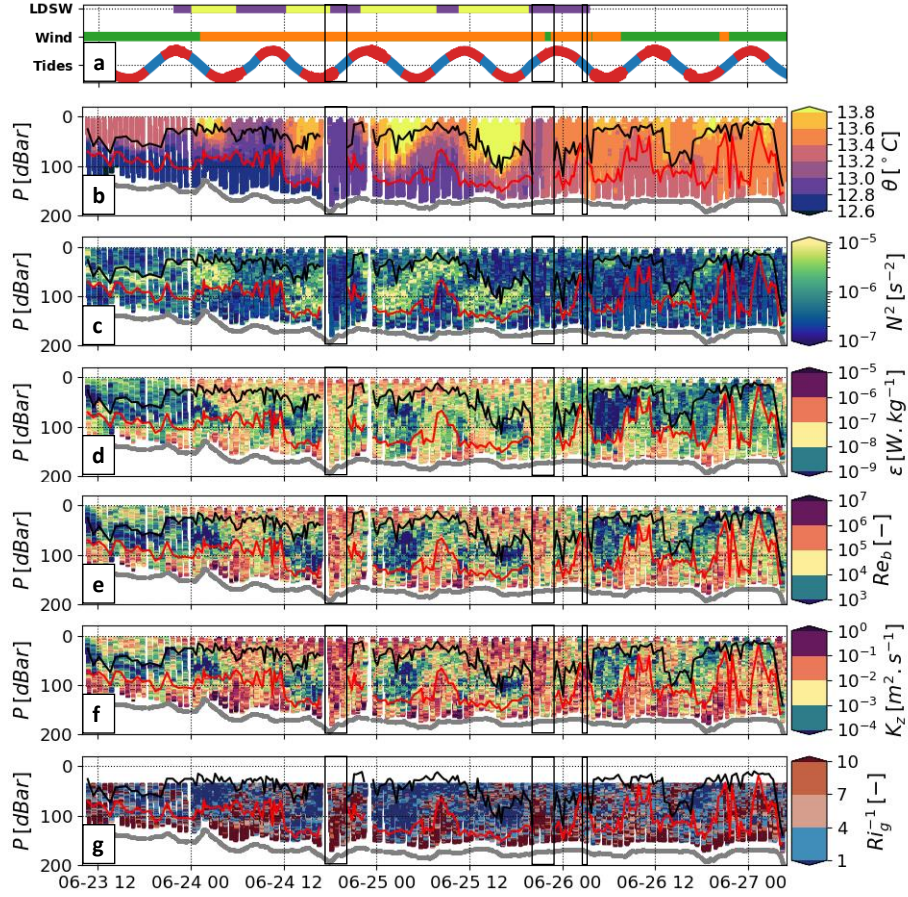 LDSW
Wind
Tides
a
0
100
200
P [dBar]
b
13.8
13.6
13.4
13.2
13.0
12.8
12.6
θ [°C]
0
100
200
P [dBar]
c
10⁻⁵
10⁻⁶
10⁻⁷
N² [s⁻²]
0
100
200
P [dBar]
d
10⁻⁵
10⁻⁶
10⁻⁷
10⁻⁸
10⁻⁹
ε [W.kg⁻¹]
0
100
200
P [dBar]
e
10⁷
10⁶
10⁵
10⁴
10³
Re_b [−]
0
100
200
P [dBar]
f
10⁰
10⁻¹
10⁻²
10⁻³
10⁻⁴
K_z [m².s⁻¹]
0
100
200
P [dBar]
g
10
7
4
1
Ri_g⁻¹ [−]
06-23 12 06-24 00 06-24 12 06-25 00 06-25 12 06-26 00 06-26 12 06-27 00